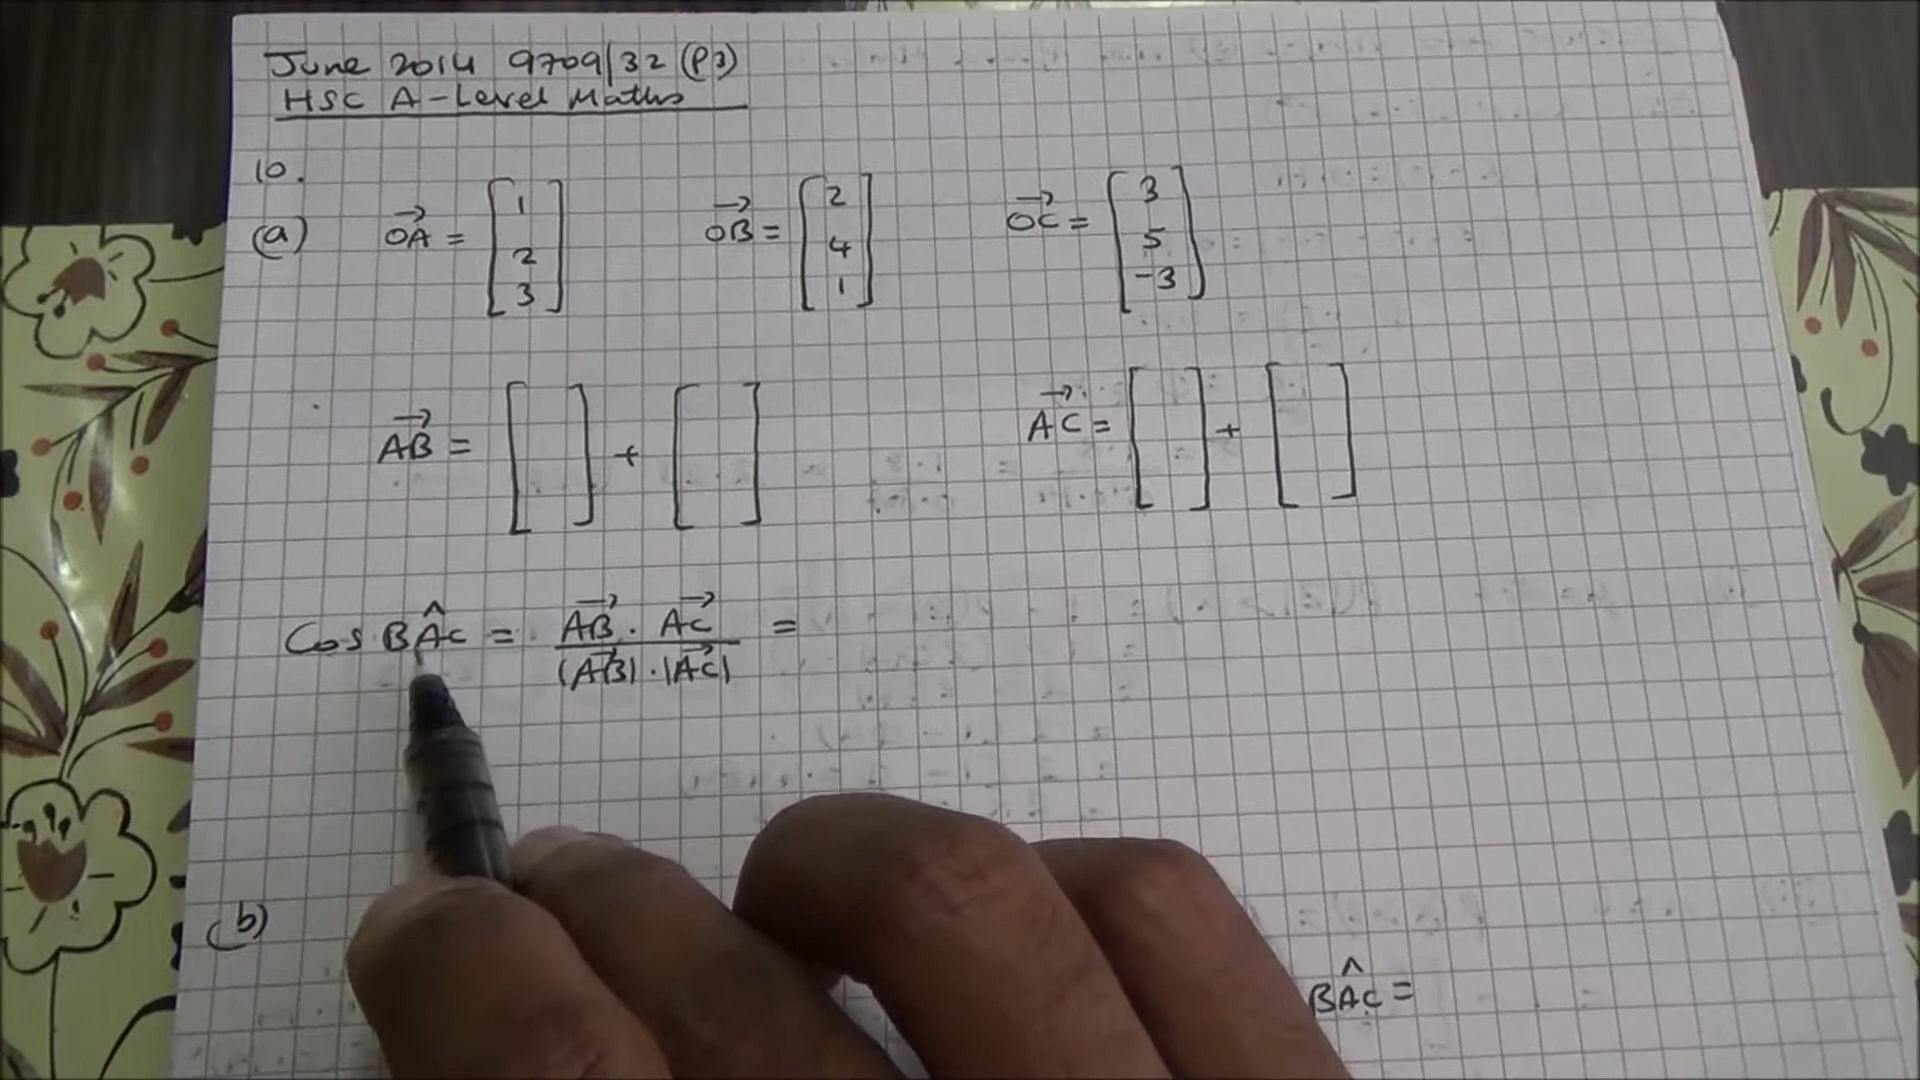 June 2014 9709/32 (P3)
HSC A-Level Maths
10.
(a) →OA = [1 2 3] →OB = [2 4 1] →OC = [3 5 -3]
→AB = [ ] + [ ] →AC = [ ] + [ ]
Cos BÂC = →AB . →AC / |→AB| . |→AC| =
(b)
BÂC =